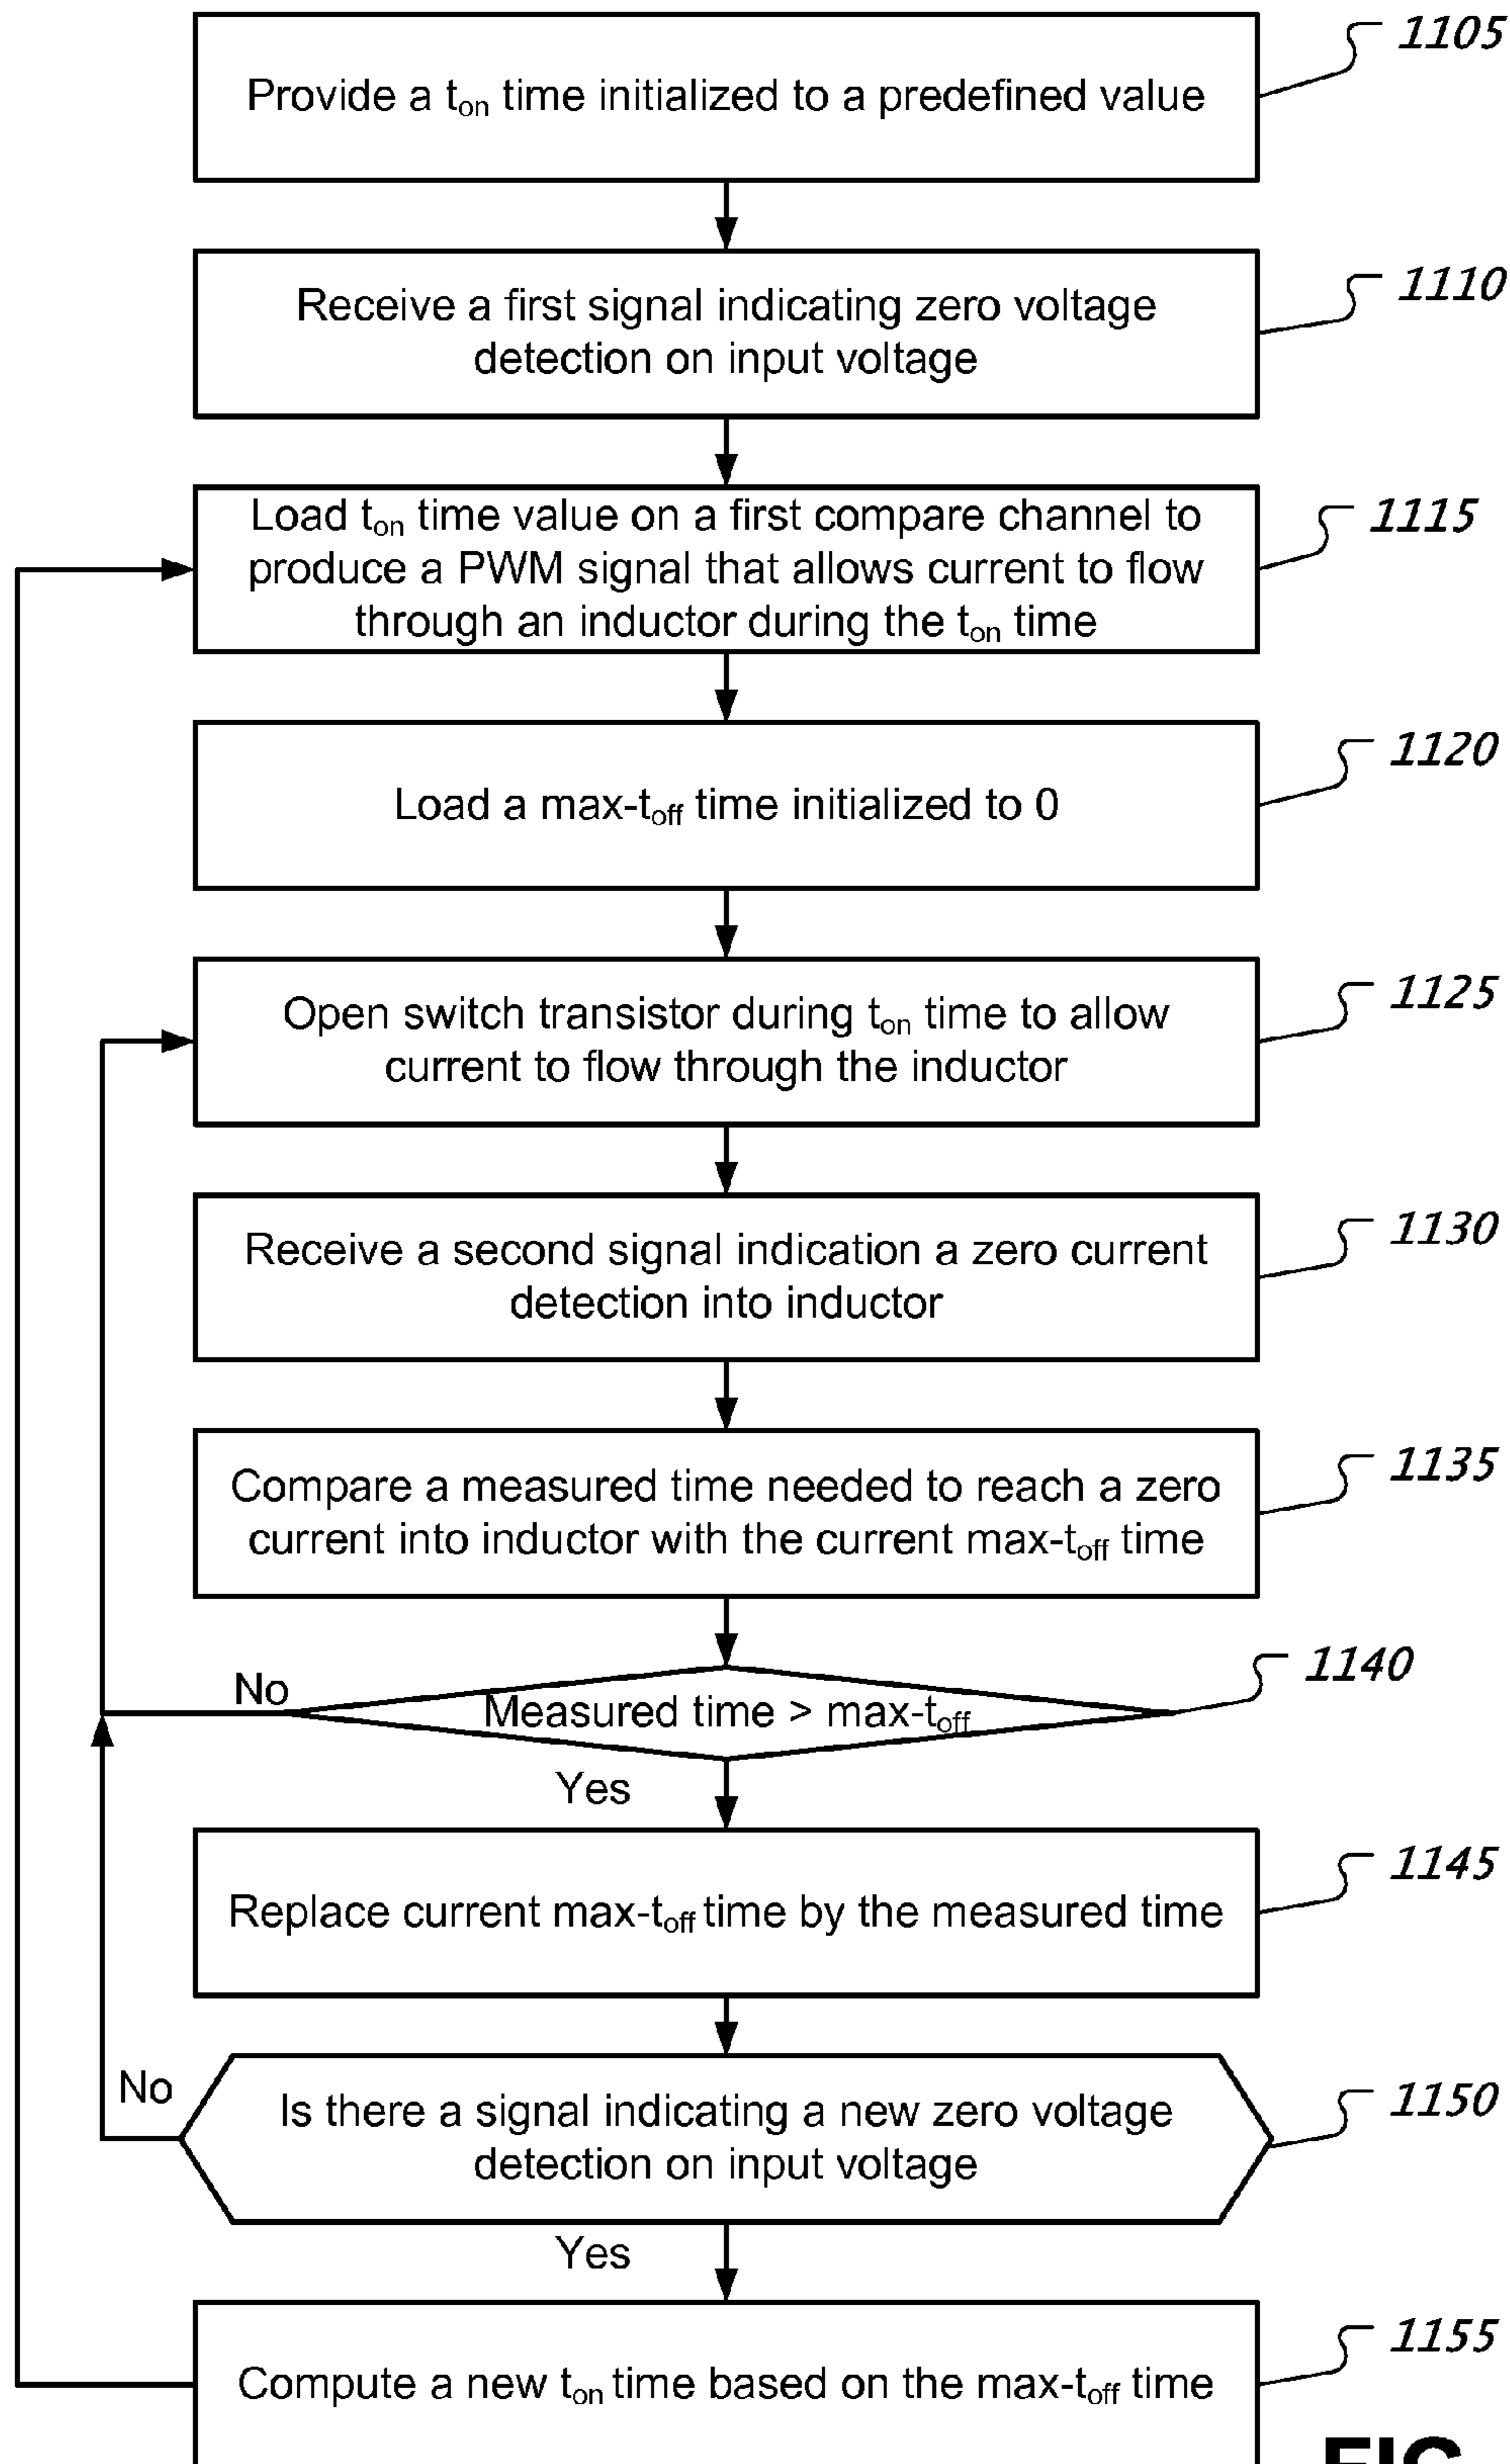 Provide a ton time initialized to a predefined value
1105
Receive a first signal indicating zero voltage
detection on input voltage
1110
Load ton time value on a first compare channel to
produce a PWM signal that allows current to flow
through an inductor during the ton time
1115
Load a max-toff time initialized to 0
1120
Open switch transistor during ton time to allow
current to flow through the inductor
1125
Receive a second signal indication a zero current
detection into inductor
1130
Compare a measured time needed to reach a zero
current into inductor with the current max-toff time
1135
Measured time > max-toff
1140
No
Yes
Replace current max-toff time by the measured time
1145
Is there a signal indicating a new zero voltage
detection on input voltage
1150
No
Yes
Compute a new ton time based on the max-toff time
1155